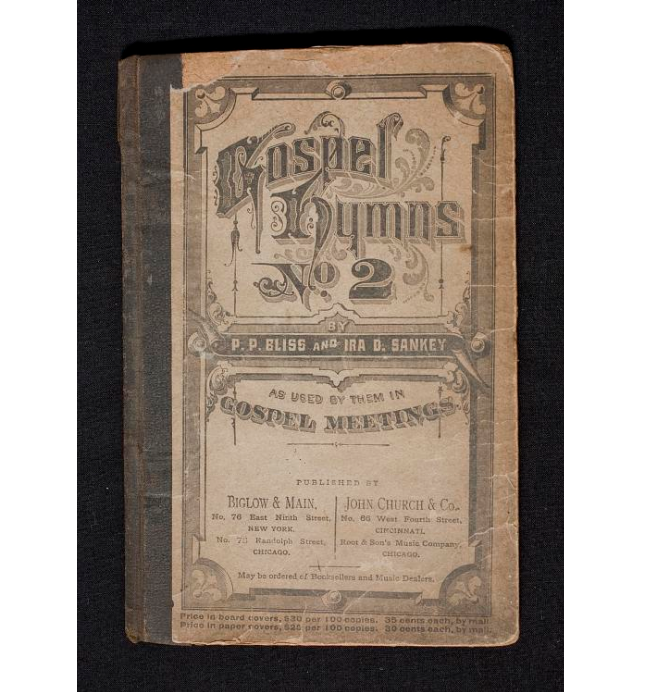 Gospel
Hymns
No 2
BY
P. P. BLISS AND IRA D. SANKEY
AS USED BY THEM IN
GOSPEL MEETINGS.
PUBLISHED BY
BIGLOW & MAIN,
No. 76 East Ninth Street,
NEW YORK.
No. 73 Randolph Street,
CHICAGO.
JOHN CHURCH & Co.,
No. 66 West Fourth Street,
CINCINNATI.
Root & Son's Music Company,
CHICAGO.
May be ordered of Booksellers and Music Dealers.
Price in board covers, $30 per 100 copies. 35 cents each, by mail.
Price in paper covers, $25 per 100 copies. 30 cents each, by mail.